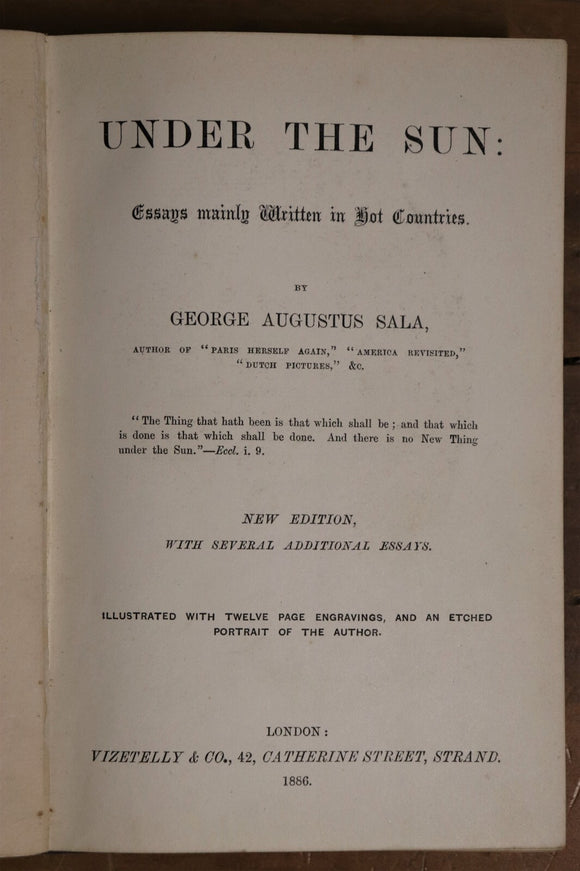 UNDER THE SUN:
Essays mainly Written in Hot Countries.
BY
GEORGE AUGUSTUS SALA,
AUTHOR OF "PARIS HERSELF AGAIN," "AMERICA REVISITED,"
"DUTCH PICTURES," &C.
"The Thing that hath been is that which shall be; and that which
is done is that which shall be done. And there is no New Thing
under the Sun."—Eccl. i. 9.
NEW EDITION,
WITH SEVERAL ADDITIONAL ESSAYS.
ILLUSTRATED WITH TWELVE PAGE ENGRAVINGS, AND AN ETCHED
PORTRAIT OF THE AUTHOR.
LONDON:
VIZETELLY & CO., 42, CATHERINE STREET, STRAND.
1886.